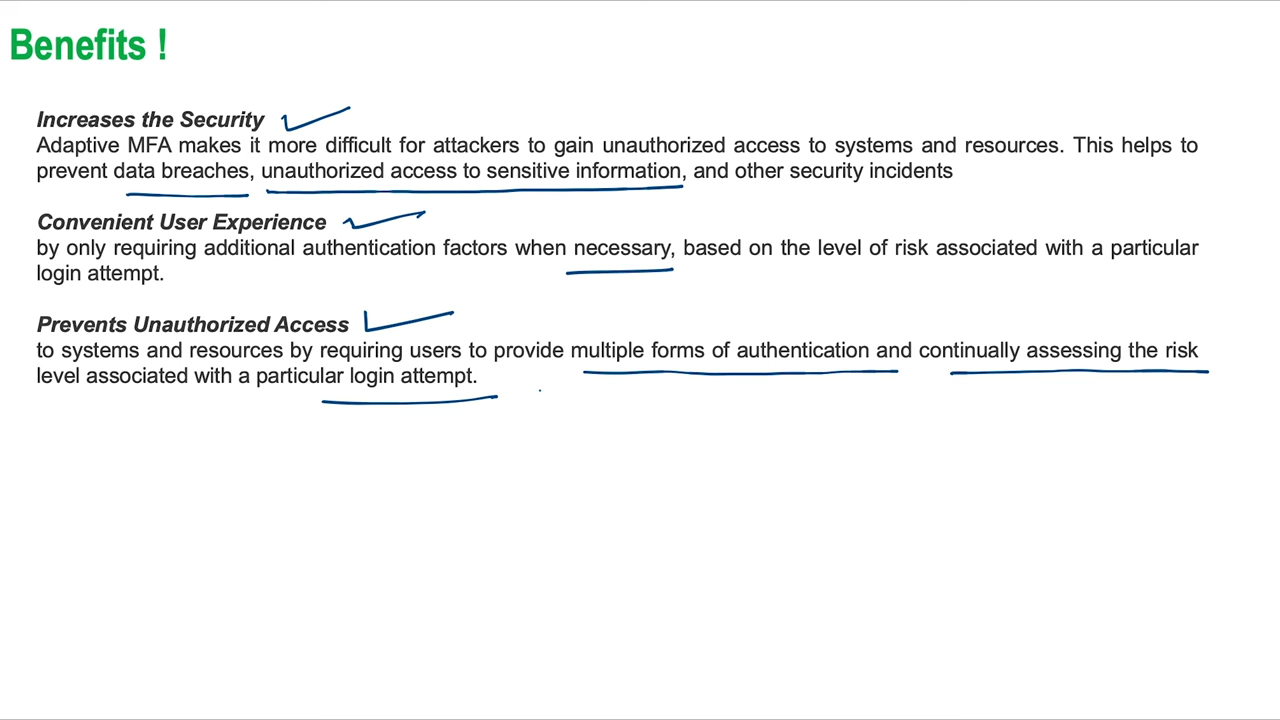 Benefits !
Increases the Security
Adaptive MFA makes it more difficult for attackers to gain unauthorized access to systems and resources. This helps to
prevent data breaches, unauthorized access to sensitive information, and other security incidents
Convenient User Experience
by only requiring additional authentication factors when necessary, based on the level of risk associated with a particular
login attempt.
Prevents Unauthorized Access
to systems and resources by requiring users to provide multiple forms of authentication and continually assessing the risk
level associated with a particular login attempt.